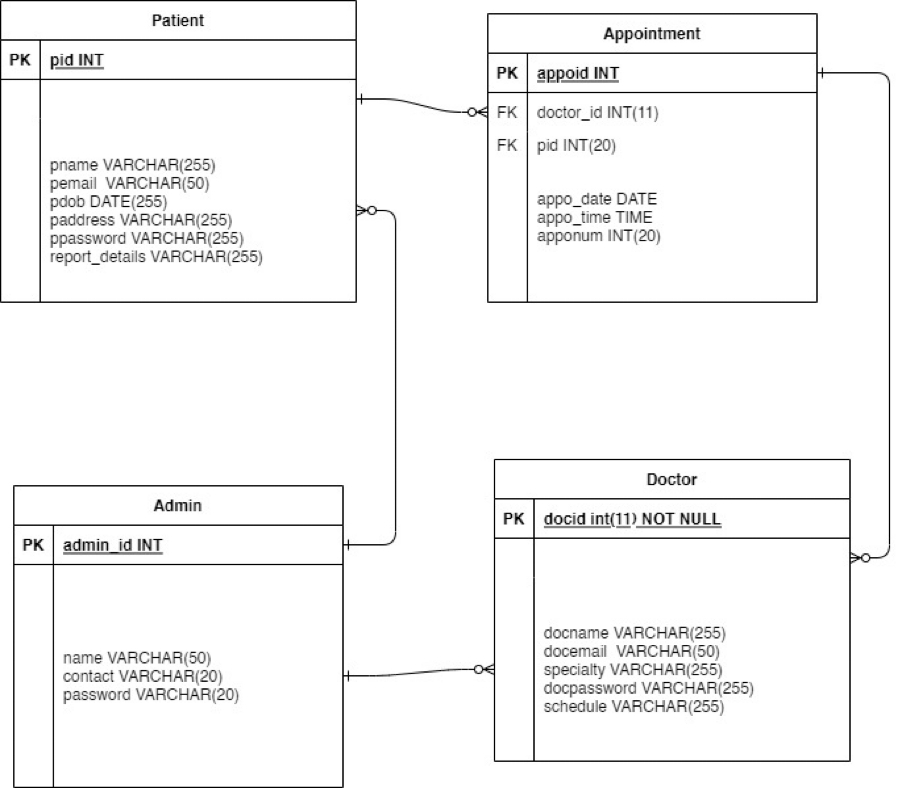 Patient
PK pid INT
pname VARCHAR(255)
pemail VARCHAR(50)
pdob DATE(255)
paddress VARCHAR(255)
ppassword VARCHAR(255)
report_details VARCHAR(255)
Appointment
PK appoid INT
FK doctor_id INT(11)
FK pid INT(20)
appo_date DATE
appo_time TIME
apponum INT(20)
Admin
PK admin_id INT
name VARCHAR(50)
contact VARCHAR(20)
password VARCHAR(20)
Doctor
PK docid int(11) NOT NULL
docname VARCHAR(255)
docemail VARCHAR(50)
specialty VARCHAR(255)
docpassword VARCHAR(255)
schedule VARCHAR(255)